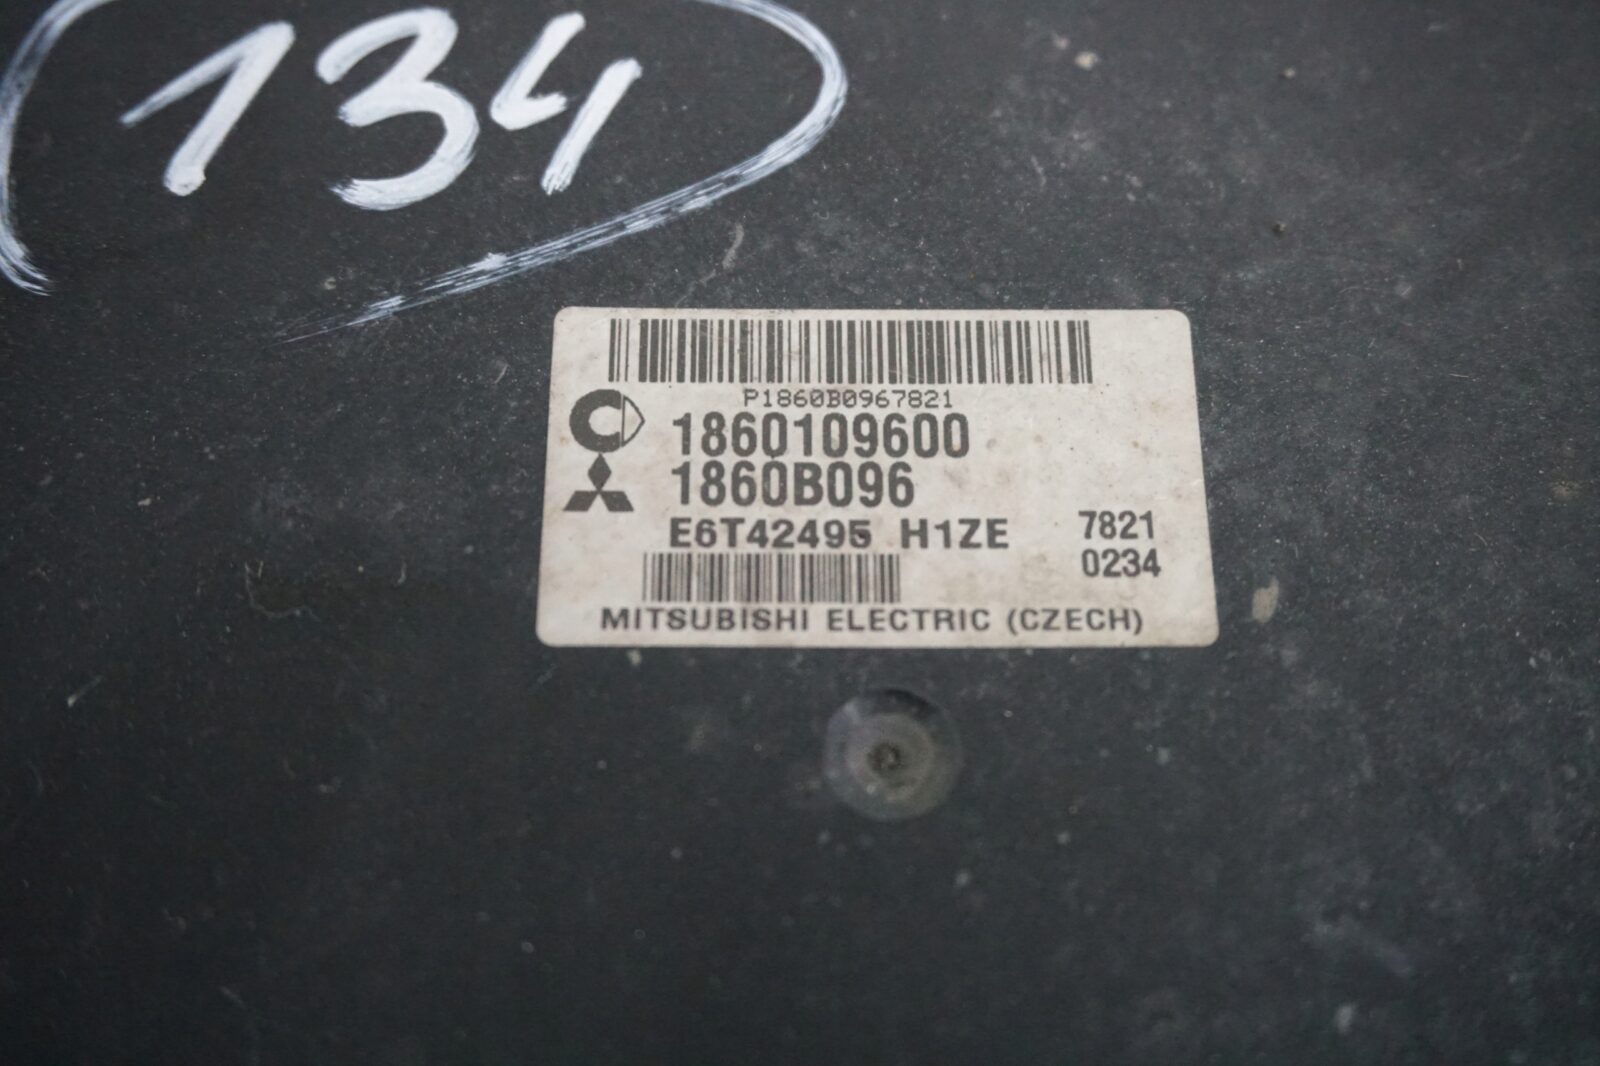 134
P1860B0967821
1860109600
1860B096
E6T42495 H1ZE 7821
0234
MITSUBISHI ELECTRIC (CZECH)